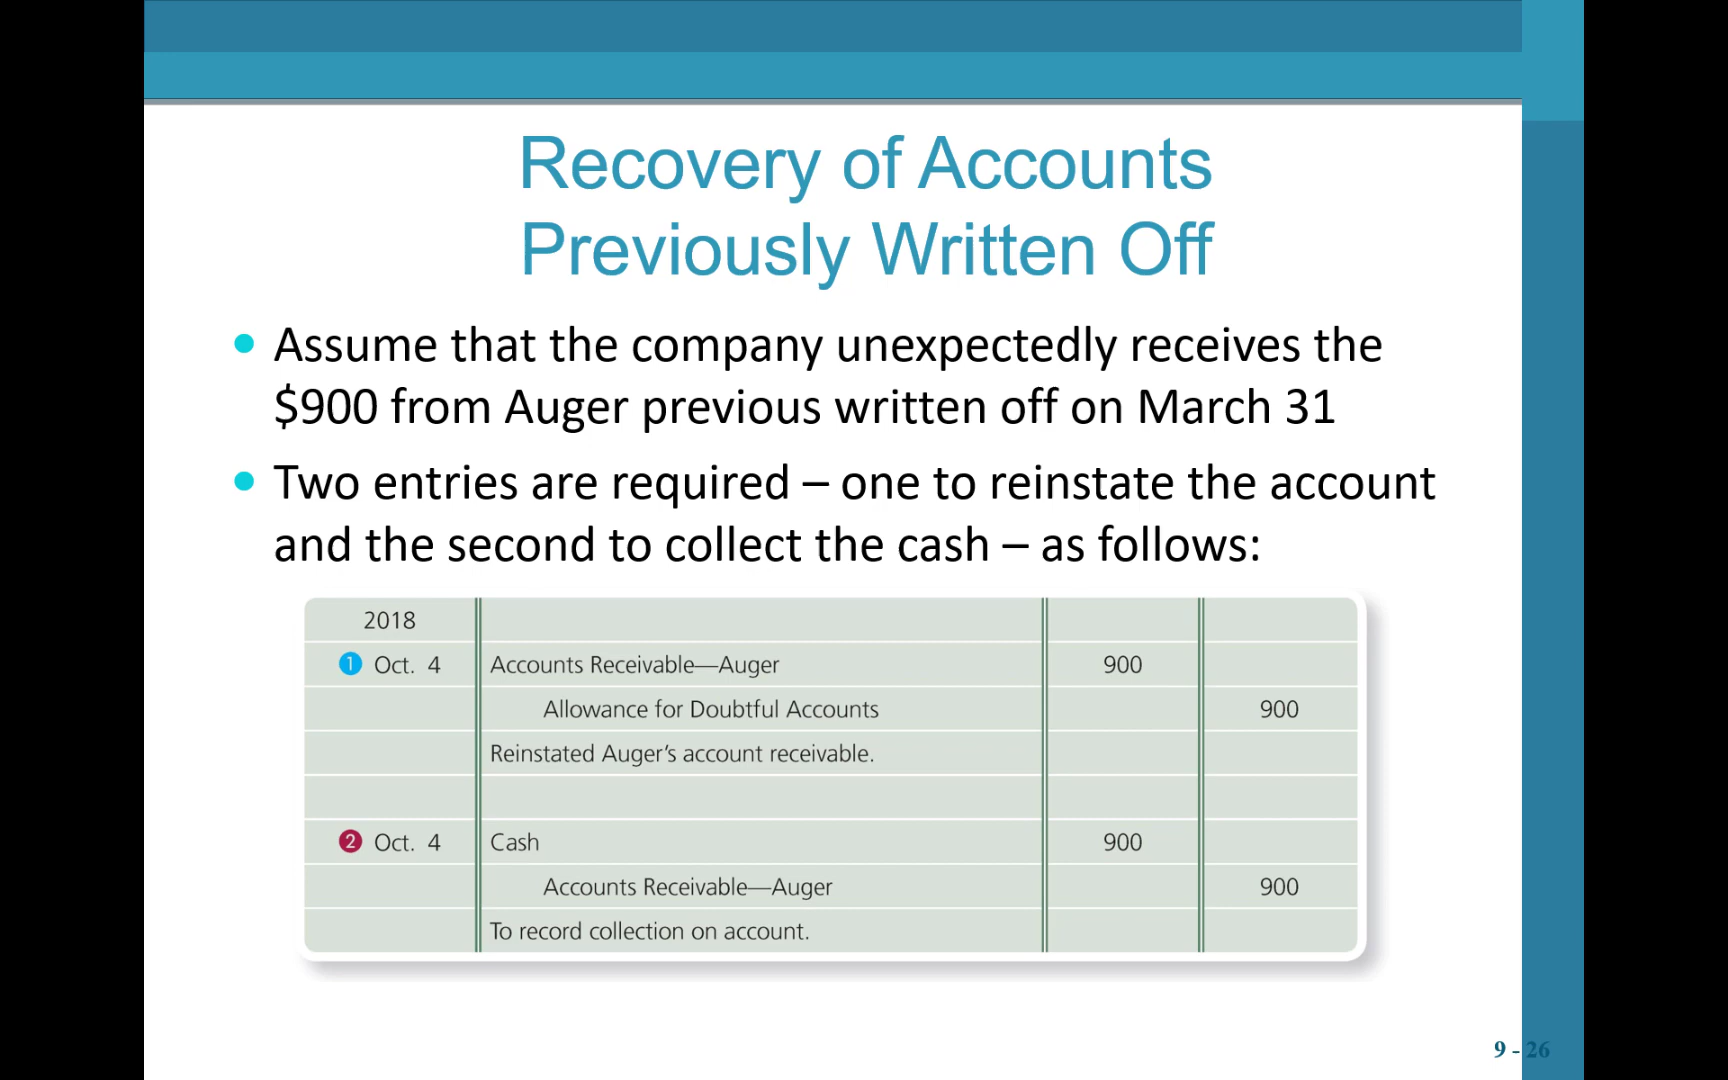 Recovery of Accounts
Previously Written Off
Assume that the company unexpectedly receives the
$900 from Auger previous written off on March 31
Two entries are required – one to reinstate the account
and the second to collect the cash – as follows:
2018
1 Oct. 4 Accounts Receivable—Auger 900
Allowance for Doubtful Accounts 900
Reinstated Auger’s account receivable.
2 Oct. 4 Cash 900
Accounts Receivable—Auger 900
To record collection on account.
9 - 26